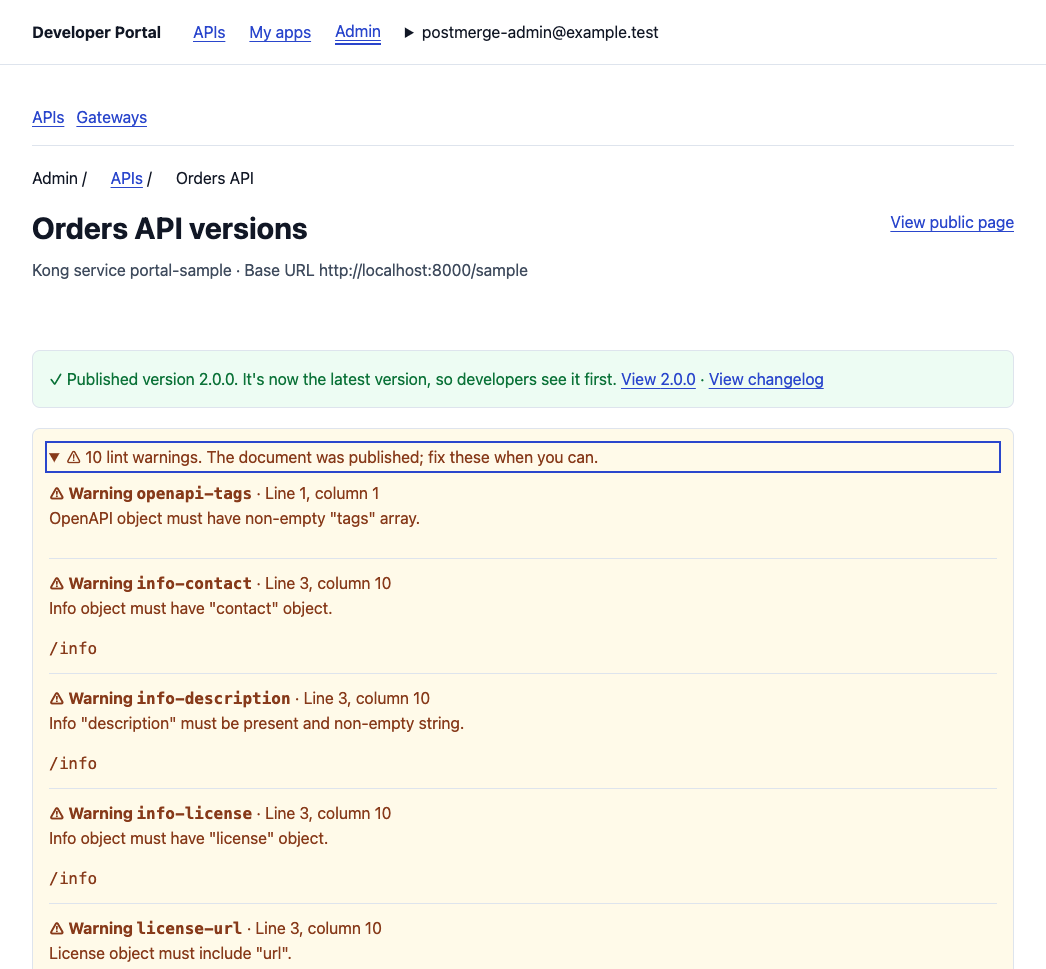 Developer Portal APIs My apps Admin ▶ postmerge-admin@example.test
APIs Gateways
Admin / APIs / Orders API
Orders API versions
View public page
Kong service portal-sample · Base URL http://localhost:8000/sample
✓ Published version 2.0.0. It's now the latest version, so developers see it first. View 2.0.0 · View changelog
▼ ⚠ 10 lint warnings. The document was published; fix these when you can.
⚠ Warning openapi-tags · Line 1, column 1
OpenAPI object must have non-empty "tags" array.
⚠ Warning info-contact · Line 3, column 10
Info object must have "contact" object.
/info
⚠ Warning info-description · Line 3, column 10
Info "description" must be present and non-empty string.
/info
⚠ Warning info-license · Line 3, column 10
Info object must have "license" object.
/info
⚠ Warning license-url · Line 3, column 10
License object must include "url".